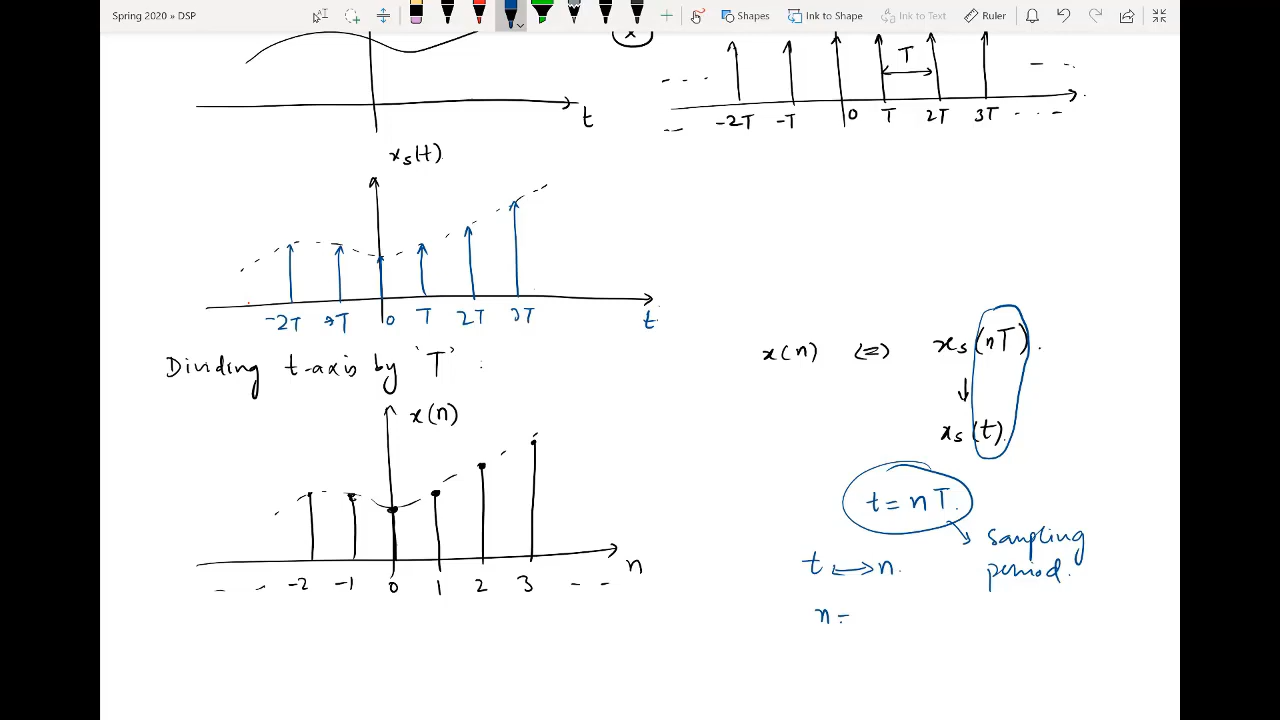 Spring 2020 » DSP
Shapes
Ink to Shape
Ink to Text
Ruler
x
T
t
-2T -T 0 T 2T 3T
xs(t)
-2T -T 0 T 2T 3T t
Dividing t-axis by 'T' :
x(n)
-2 -1 0 1 2 3 n
x(n) (=) xs(nT).
↓
xs(t)
t = nT.
sampling
period.
t ⟷ n.
n =